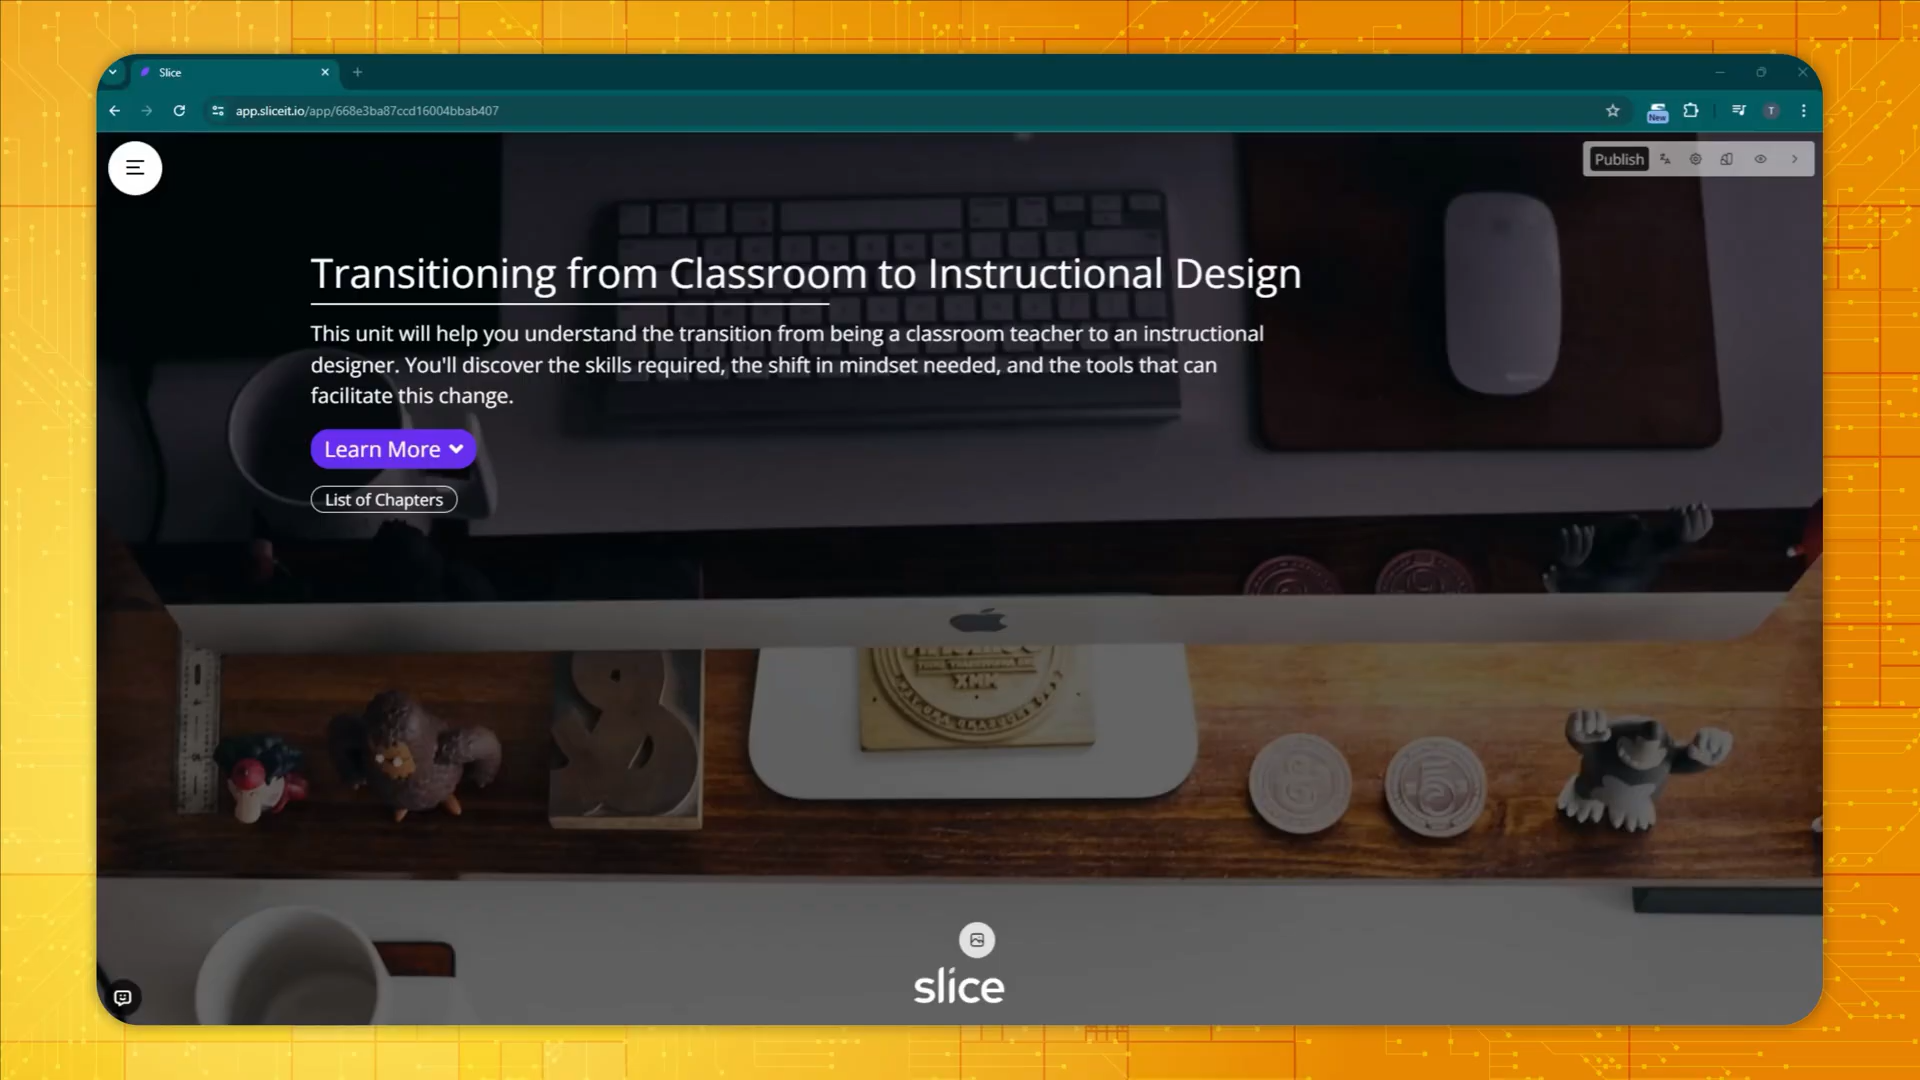 Slice
app.sliceit.io/app/668e3ba87ccd16004bbab407
New
T
Publish
Transitioning from Classroom to Instructional Design
This unit will help you understand the transition from being a classroom teacher to an instructional
designer. You'll discover the skills required, the shift in mindset needed, and the tools that can
facilitate this change.
Learn More
List of Chapters
XMK
slice